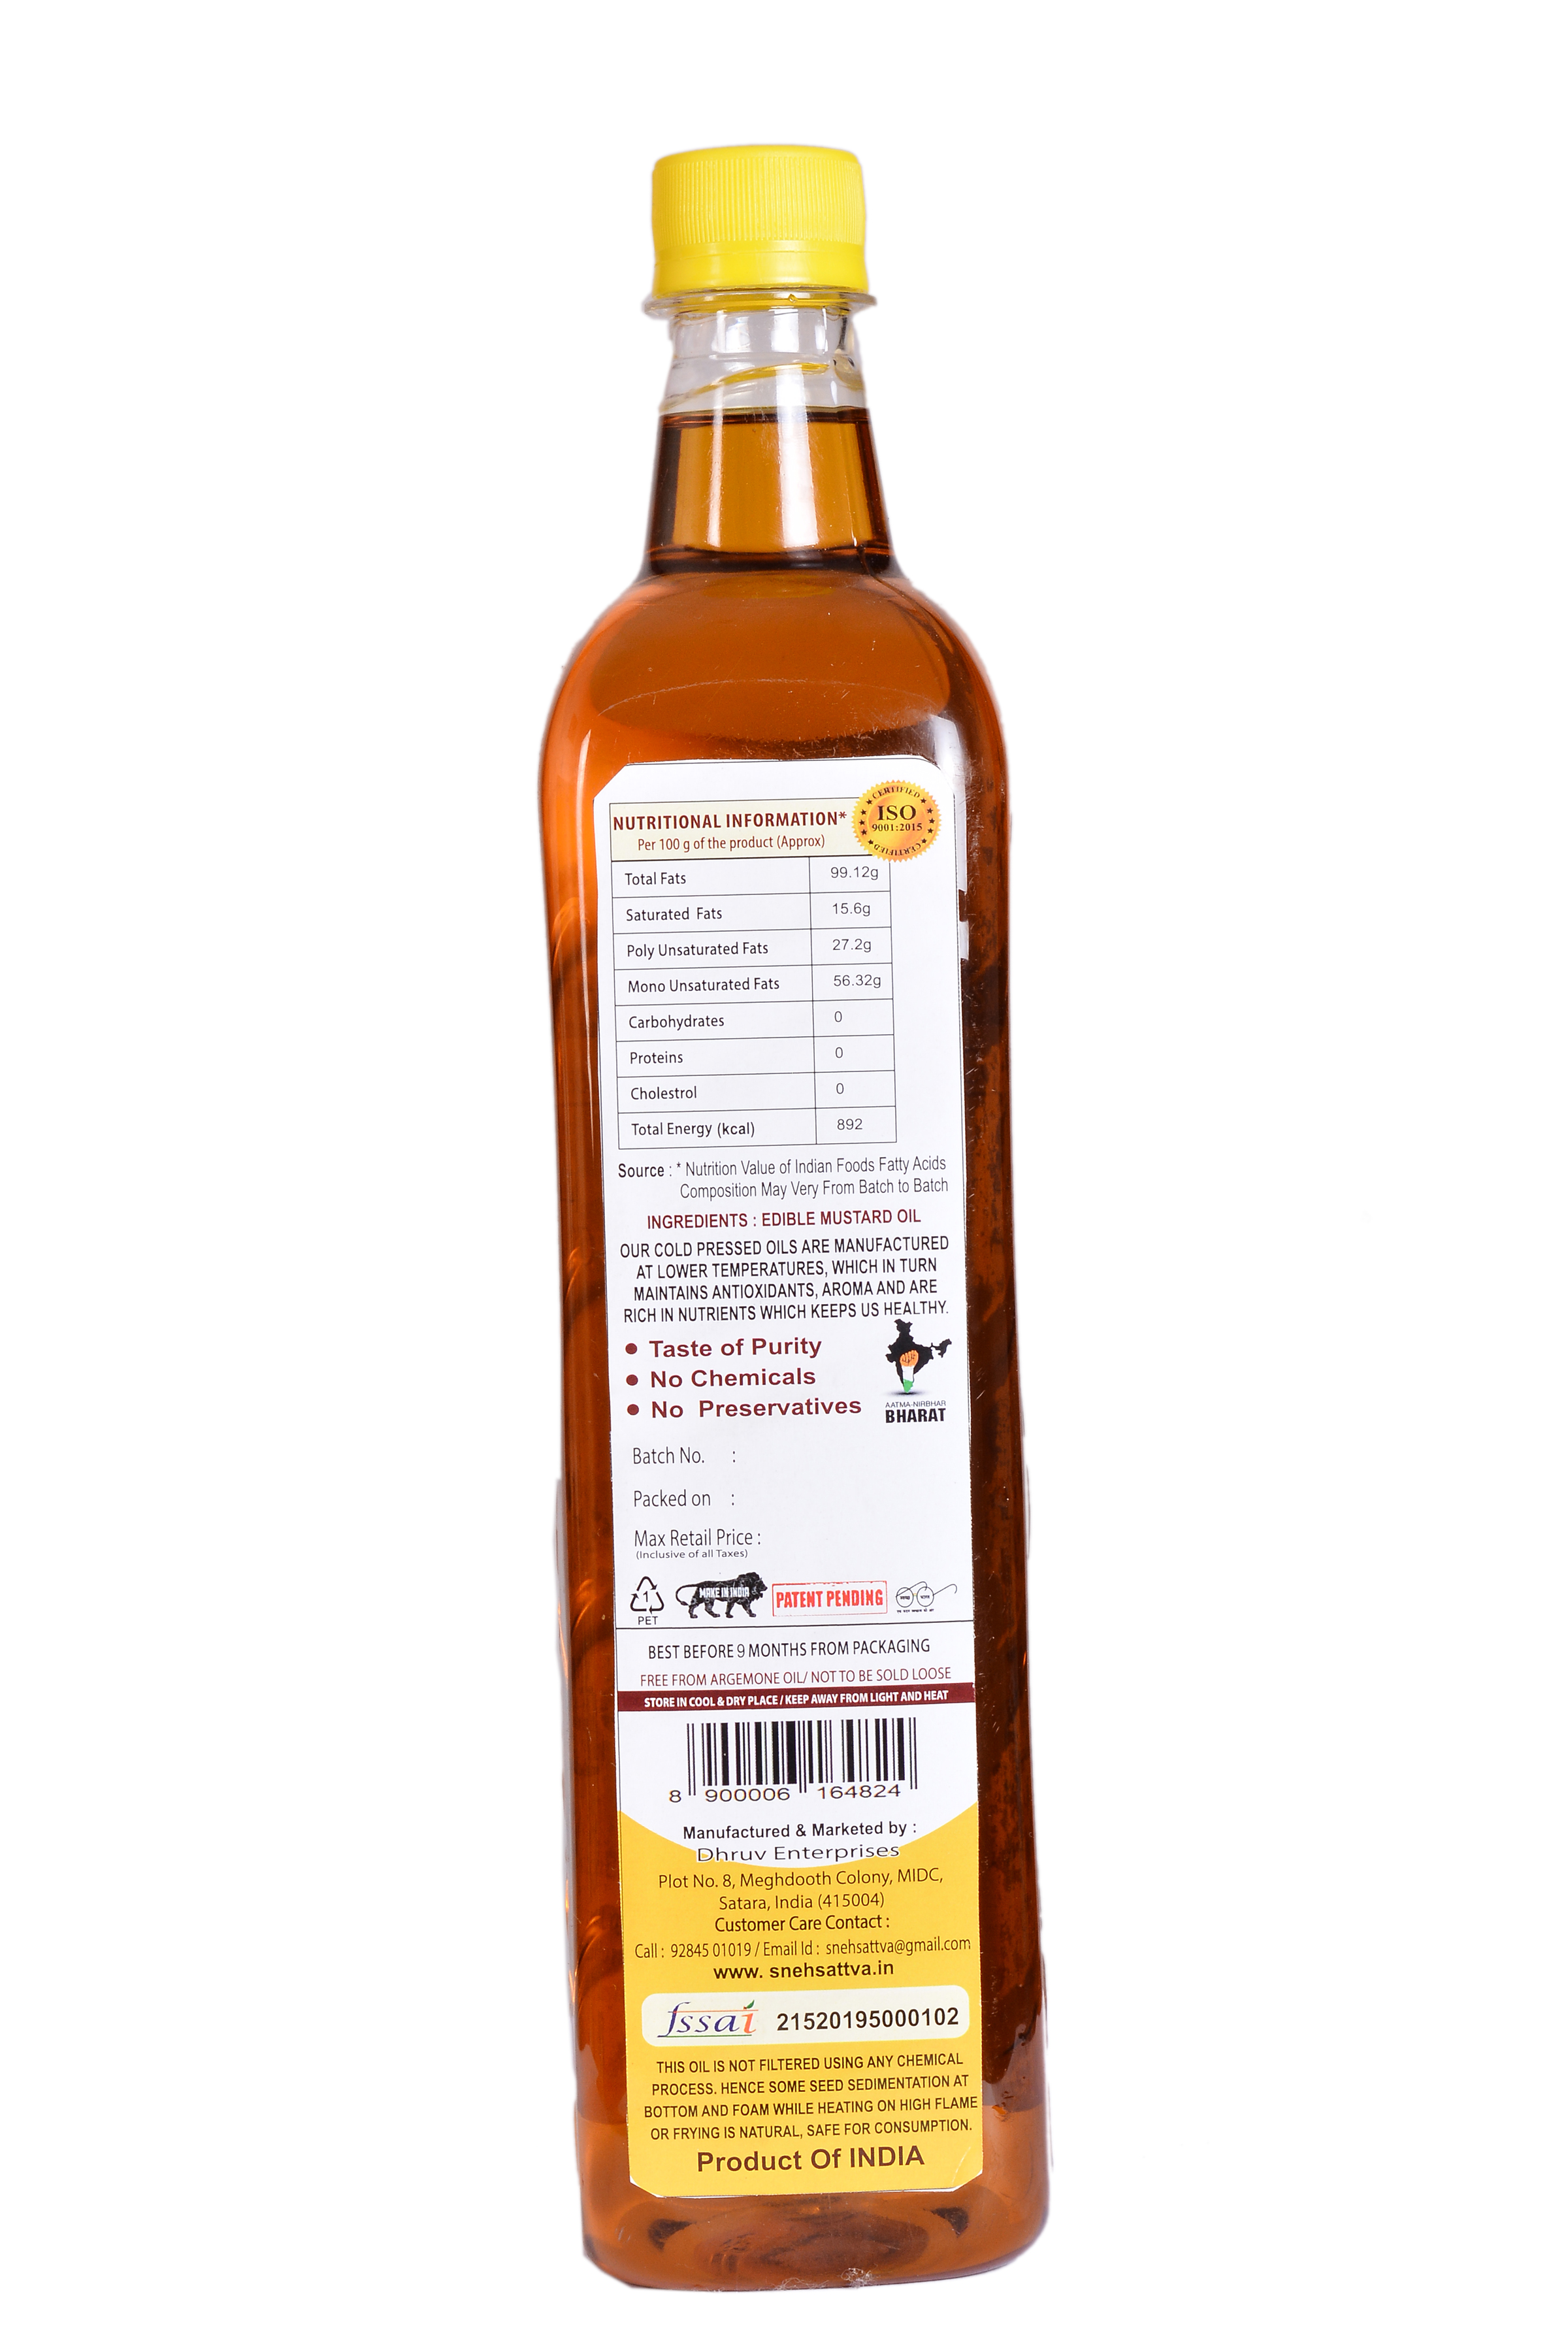 NUTRITIONAL INFORMATION*
Per 100 g of the product (Approx)
CERTIFIED
ISO
9001:2015
CERTIFIED
Total Fats 99.12g
Saturated Fats 15.6g
Poly Unsaturated Fats 27.2g
Mono Unsaturated Fats 56.32g
Carbohydrates 0
Proteins 0
Cholestrol 0
Total Energy (kcal) 892
Source : * Nutrition Value of Indian Foods Fatty Acids
Composition May Very From Batch to Batch
INGREDIENTS : EDIBLE MUSTARD OIL
OUR COLD PRESSED OILS ARE MANUFACTURED
AT LOWER TEMPERATURES, WHICH IN TURN
MAINTAINS ANTIOXIDANTS, AROMA AND ARE
RICH IN NUTRIENTS WHICH KEEPS US HEALTHY.
• Taste of Purity
• No Chemicals
• No Preservatives
AATMA-NIRBHAR
BHARAT
Batch No. :
Packed on :
Max Retail Price :
(Inclusive of all Taxes)
1
PET
MAKE IN INDIA
PATENT PENDING
BEST BEFORE 9 MONTHS FROM PACKAGING
FREE FROM ARGEMONE OIL/ NOT TO BE SOLD LOOSE
STORE IN COOL & DRY PLACE / KEEP AWAY FROM LIGHT AND HEAT
8 900006 164824
Manufactured & Marketed by :
Dhruv Enterprises
Plot No. 8, Meghdooth Colony, MIDC,
Satara, India (415004)
Customer Care Contact :
Call : 92845 01019 / Email Id : snehsattva@gmail.com
www. snehsattva.in
fssai 21520195000102
THIS OIL IS NOT FILTERED USING ANY CHEMICAL
PROCESS. HENCE SOME SEED SEDIMENTATION AT
BOTTOM AND FOAM WHILE HEATING ON HIGH FLAME
OR FRYING IS NATURAL, SAFE FOR CONSUMPTION.
Product Of INDIA